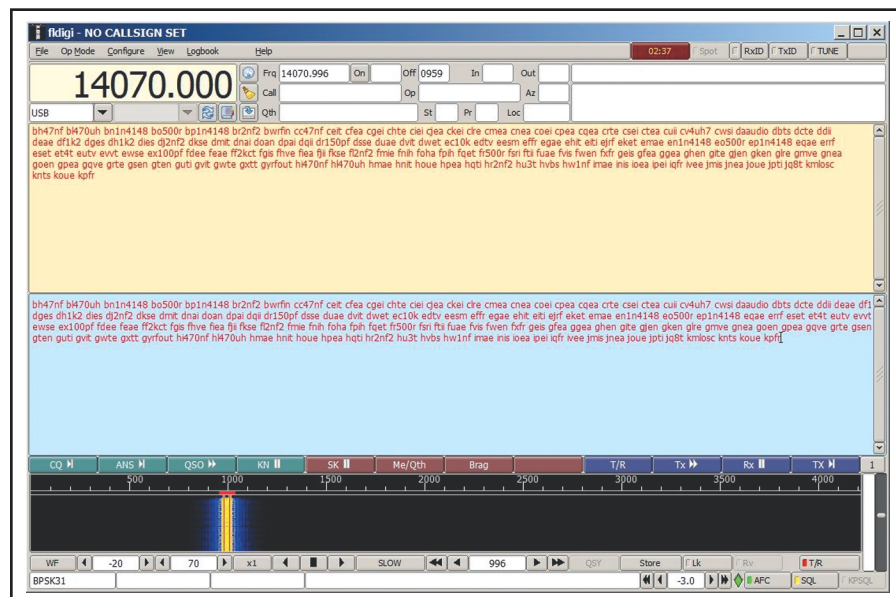 fldigi - NO CALLSIGN SET
File Op Mode Configure View Logbook Help 02:37 Spot RxID TxID TUNE
14070.000 Frq 14070.996 On Off 0959 In Out
Call Op Az
USB Qth St Pr Loc
bh47nf bl470uh bn1n4148 bo500r bp1n4148 br2nf2 bwrfin cc47nf ceit cfea cgei chte ciei cjea ckei clre cmea cnea coei cpea cqea crte csei ctea cuii cv4uh7 cwsi daaudio dbts dcte ddii
deae df1k2 dges dh1k2 dies dj2nf2 dkse dmit dnai doan dpai dqii dr150pf dsse duae dvit dwet ec10k edtv eesm effr egae ehit eiti ejrf eket emae en1n4148 eo500r ep1n4148 eqae errf
eset et4t eutv evvt ewse ex100pf fdee feae ff2kct fgis fhve fiea fjii fkse fl2nf2 fmie fnih foha fpih fqet fr500r fsri ftii fuae fvis fwen fxfr geis gfea ggea ghen gite gjen gken glre gmve gnea
goen gpea gqve grte gsen gten guti gvit gwte gxtt gyrfout hi470nf hl470uh hmae hnit houe hpea hqti hr2nf2 hu3t hvbs hw1nf imae inis ioea ipei iqfr ivee jmis jnea joue jpti jq8t kmlosc
knts koue kpfr
bh47nf bl470uh bn1n4148 bo500r bp1n4148 br2nf2 bwrfin cc47nf ceit cfea cgei chte ciei cjea ckei clre cmea cnea coei cpea cqea crte csei ctea cuii cv4uh7 cwsi daaudio dbts dcte ddii deae df1
dges dh1k2 dies dj2nf2 dkse dmit dnai doan dpai dqii dr150pf dsse duae dvit dwet ec10k edtv eesm effr egae ehit eiti ejrf eket emae en1n4148 eo500r ep1n4148 eqae errf eset et4t eutv evvt
ewse ex100pf fdee feae ff2kct fgis fhve fiea fjii fkse fl2nf2 fmie fnih foha fpih fqet fr500r fsri ftii fuae fvis fwen fxfr geis gfea ggea ghen gite gjen gken glre gmve gnea goen gpea gqve grte gsen
gten guti gvit gwte gxtt gyrfout hi470nf hl470uh hmae hnit houe hpea hqti hr2nf2 hu3t hvbs hw1nf imae inis ioea ipei iqfr ivee jmis jnea joue jpti jq8t kmlosc knts koue kpfr
CQ ANS QSO KN SK Me/Qth Brag T/R Tx Rx TX 1
500 1000 1500 2000 2500 3000 3500 4000
WF -20 70 x1 SLOW 996 QSY Store Lk Rv T/R
BPSK31 -3.0 AFC SQL KPSQL